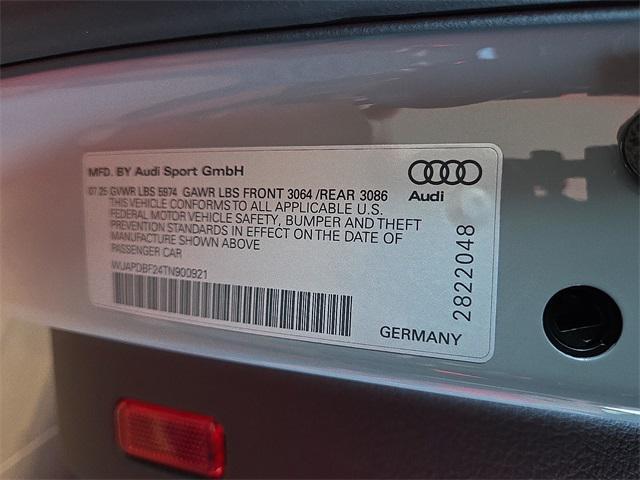 MFD. BY Audi Sport GmbH
07.25 GVWR LBS 5974 GAWR LBS FRONT 3064 /REAR 3086
THIS VEHICLE CONFORMS TO ALL APPLICABLE U.S.
FEDERAL MOTOR VEHICLE SAFETY, BUMPER AND THEFT
PREVENTION STANDARDS IN EFFECT ON THE DATE OF
MANUFACTURE SHOWN ABOVE
PASSENGER CAR
WUAPDBF24TN900921
Audi
2822048
GERMANY